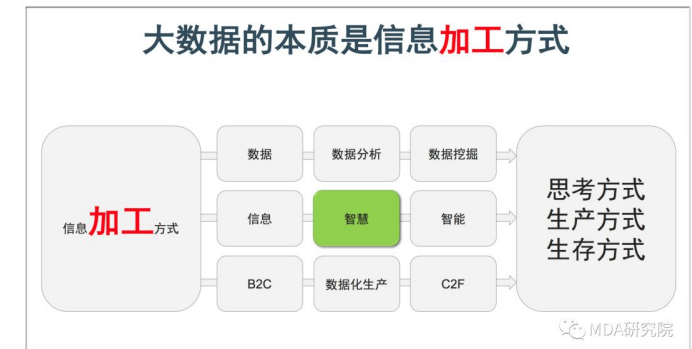 大数据的本质是信息加工方式
数据
数据分析
数据挖掘
信息加工方式
信息
智慧
智能
思考方式
生产方式
生存方式
B2C
数据化生产
C2F
MDA研究院